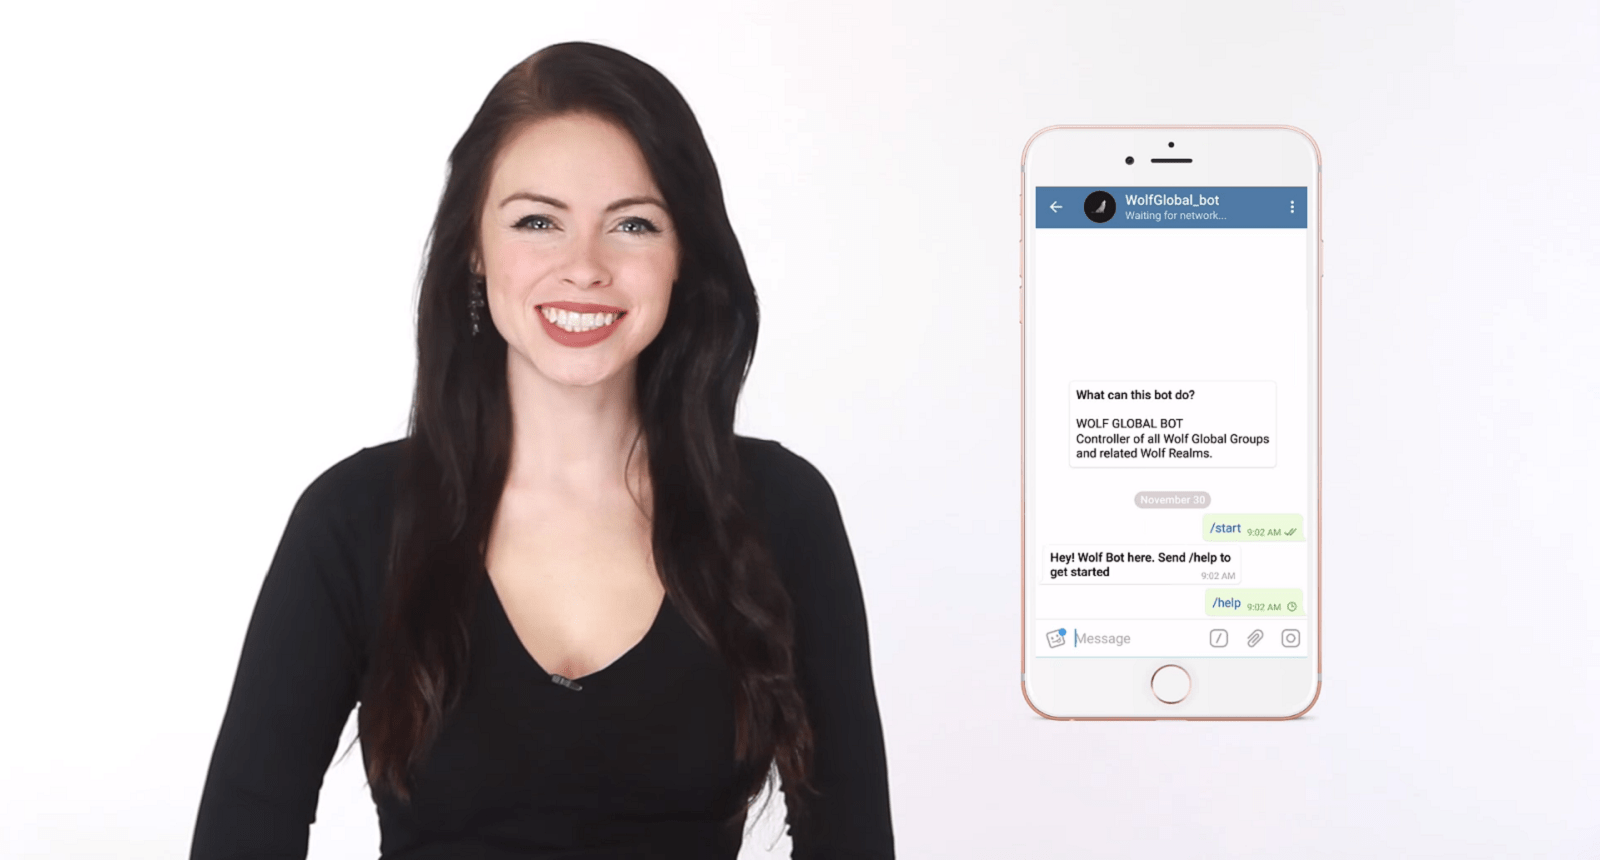 WolfGlobal_bot
Waiting for network...
What can this bot do?
WOLF GLOBAL BOT
Controller of all Wolf Global Groups
and related Wolf Realms.
November 30
/start 9:02 AM
Hey! Wolf Bot here. Send /help to
get started 9:02 AM
/help 9:02 AM
Message